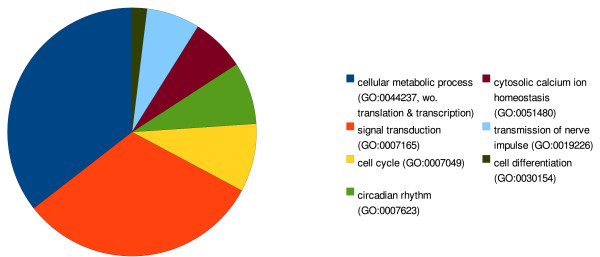 cellular metabolic process
(GO:0044237, wo.
translation & transcription)
signal transduction
(GO:0007165)
cell cycle (GO:0007049)
circadian rhythm
(GO:0007623)
cytosolic calcium ion
homeostasis
(GO:0051480)
transmission of nerve
impulse (GO:0019226)
cell differentiation
(GO:0030154)